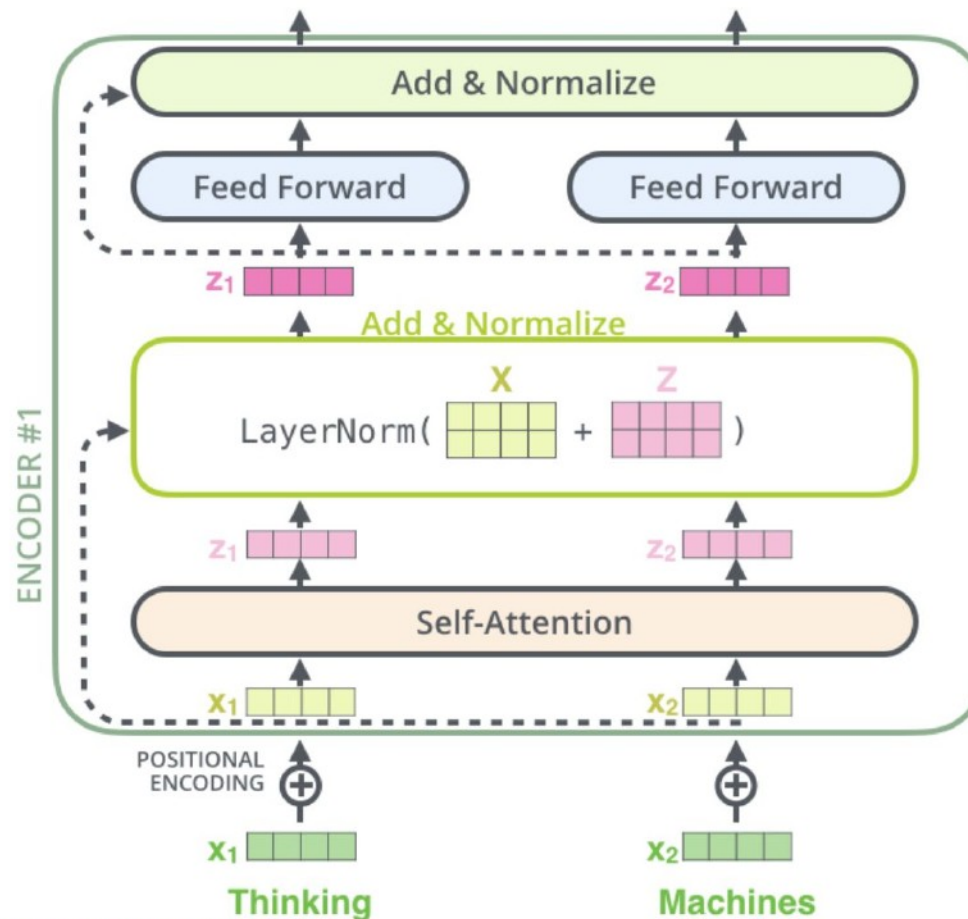 Add & Normalize
Feed Forward Feed Forward
z1 z2
Add & Normalize
X Z
LayerNorm( + )
ENCODER #1
z1 z2
Self-Attention
x1 x2
POSITIONAL
ENCODING
x1 x2
Thinking Machines